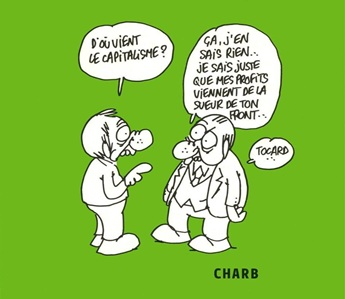 D'OÙ VIENT
LE CAPITALISME ?
ÇA, J'EN
SAIS RIEN...
JE SAIS JUSTE
QUE MES PROFITS
VIENNENT DE LA
SUEUR DE TON
FRONT...
TOCARD
CHARB